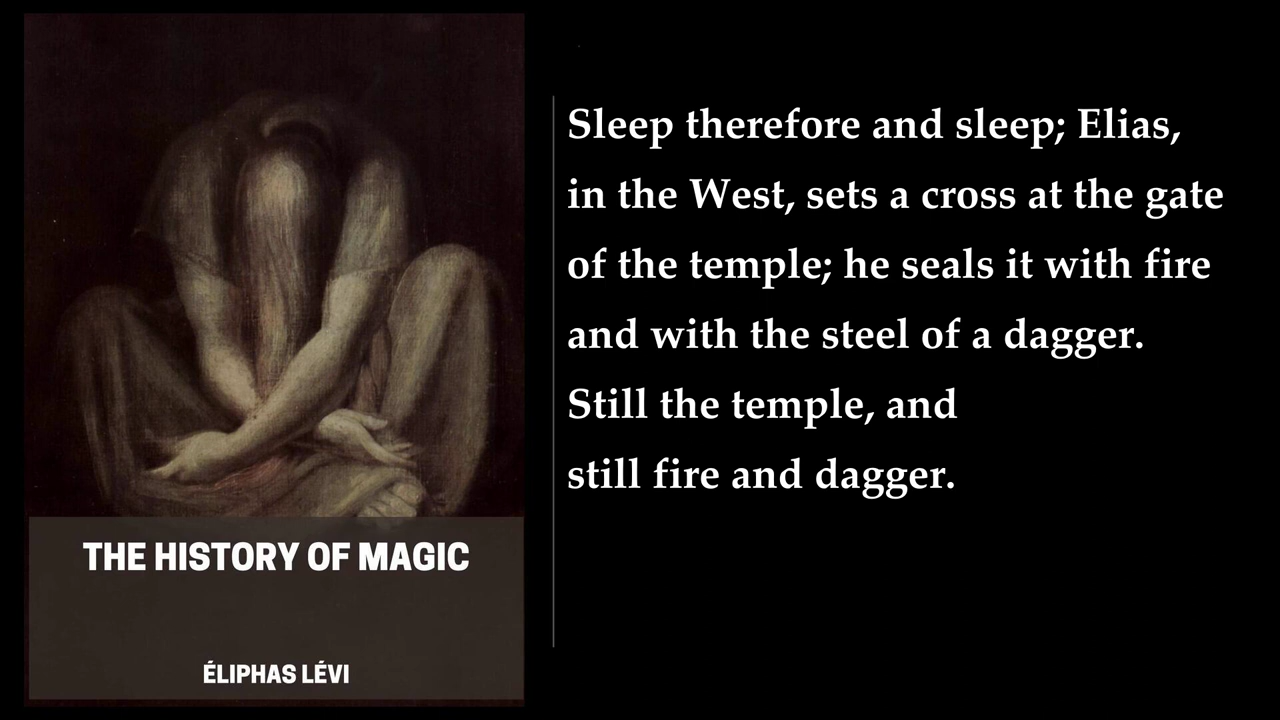 THE HISTORY OF MAGIC
ÉLIPHAS LÉVI
Sleep therefore and sleep; Elias,
in the West, sets a cross at the gate
of the temple; he seals it with fire
and with the steel of a dagger.
Still the temple, and
still fire and dagger.